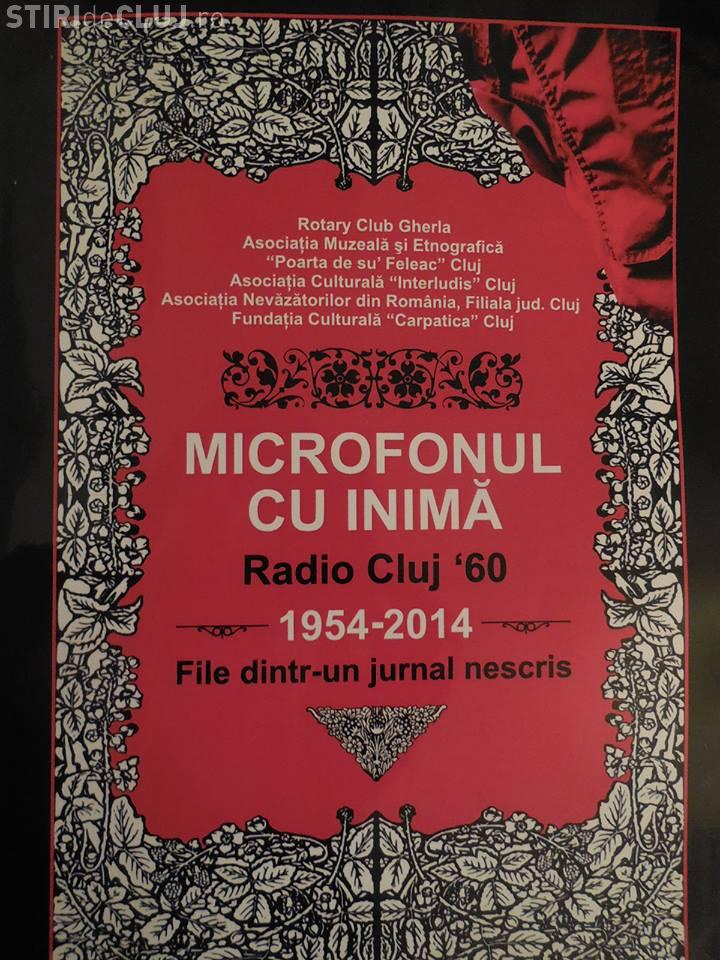 STIRIdeCLUJ.ro
Rotary Club Gherla
Asociația Muzeală și Etnografică
“Poarta de su’ Feleac” Cluj
Asociația Culturală “Interludis” Cluj
Asociația Nevăzătorilor din România, Filiala jud. Cluj
Fundația Culturală “Carpatica” Cluj
MICROFONUL
CU INIMĂ
Radio Cluj ‘60
1954-2014
File dintr-un jurnal nescris